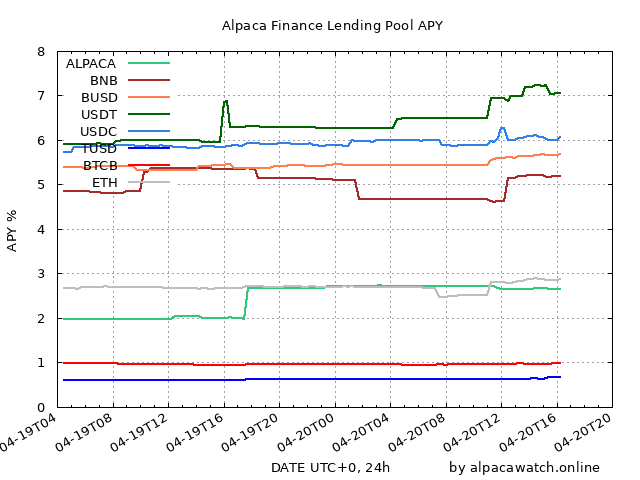 Alpaca Finance Lending Pool APY
8
7
6
5
4
3
2
1
0
APY %
ALPACA
BNB
BUSD
USDT
USDC
TUSD
BTCB
ETH
04-19T04
04-19T08
04-19T12
04-19T16
04-19T20
04-20T00
04-20T04
04-20T08
04-20T12
04-20T16
04-20T20
DATE UTC+0, 24h
by alpacawatch.online